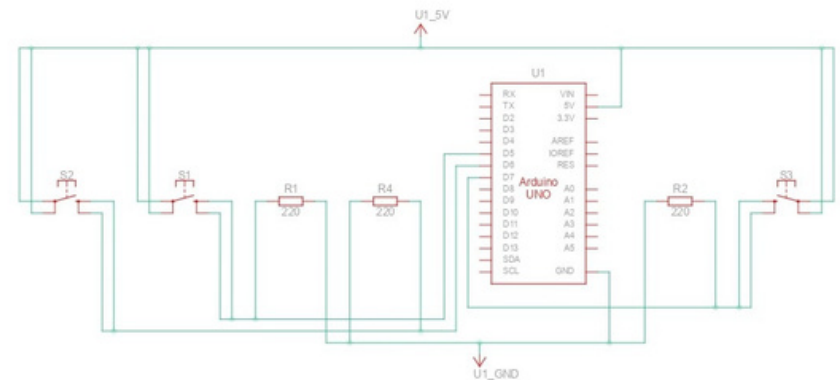 U1_5V
U1
RX VIN
TX 5V
D2 3.3V
D3
D4 AREF
D5 IOREF
D6 RES
D7
Arduino
UNO
D8 A0
D9 A1
D10 A2
D11 A3
D12 A4
D13 A5
SDA
SCL GND
S2
S1
R1
220
R4
220
R2
220
S3
U1_GND